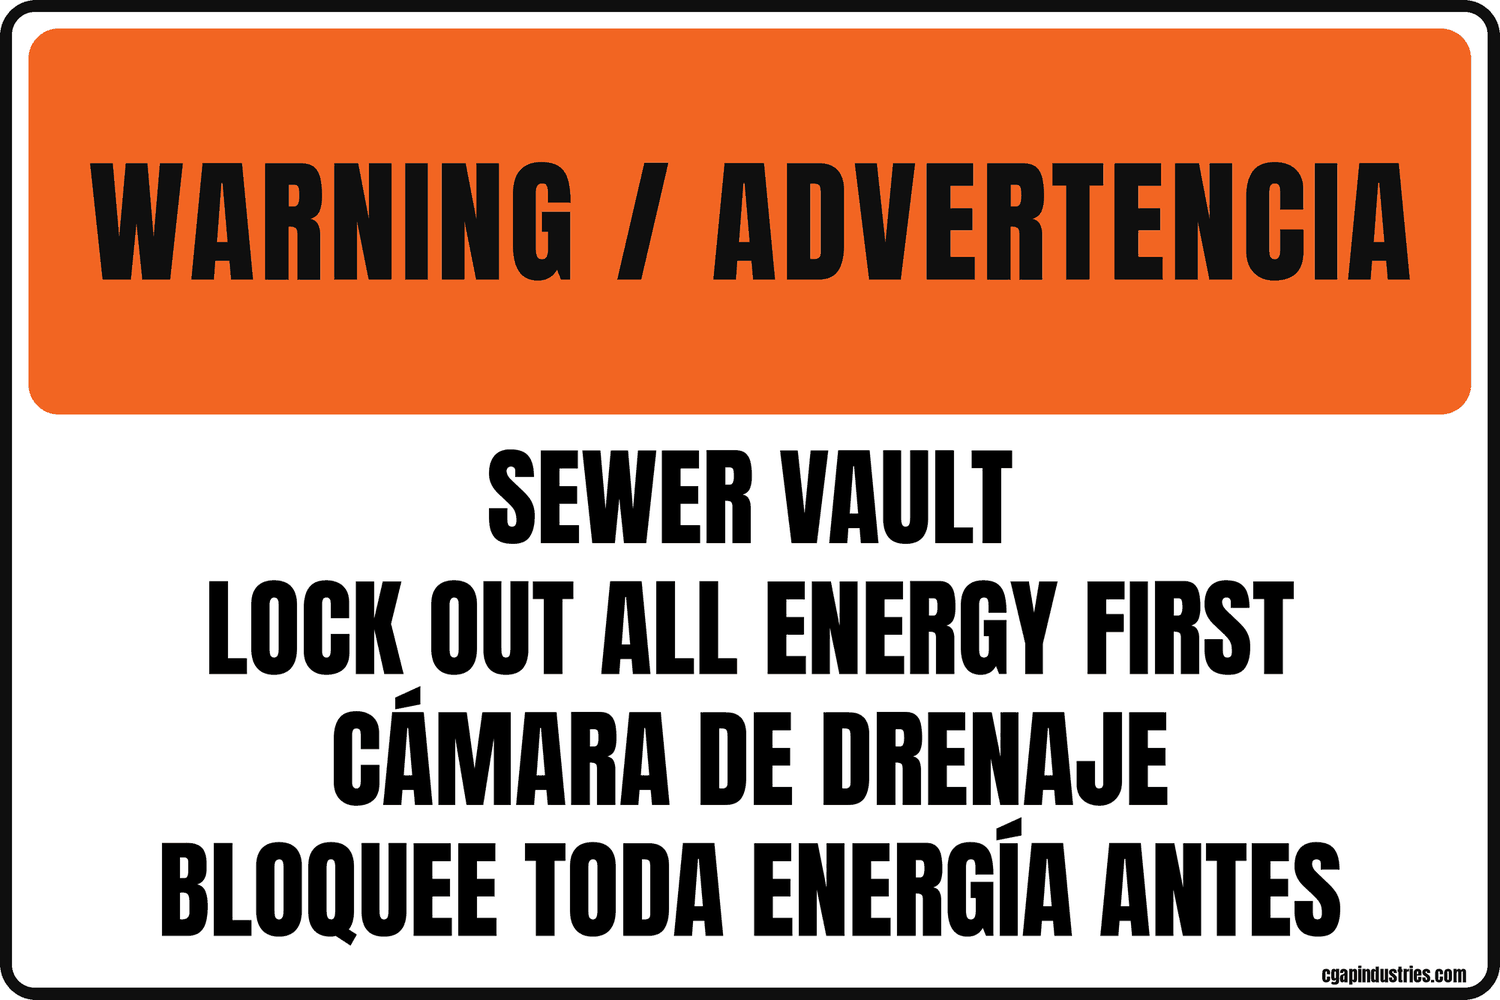 WARNING / ADVERTENCIA
SEWER VAULT
LOCK OUT ALL ENERGY FIRST
CÁMARA DE DRENAJE
BLOQUEE TODA ENERGÍA ANTES
cgapindustries.com